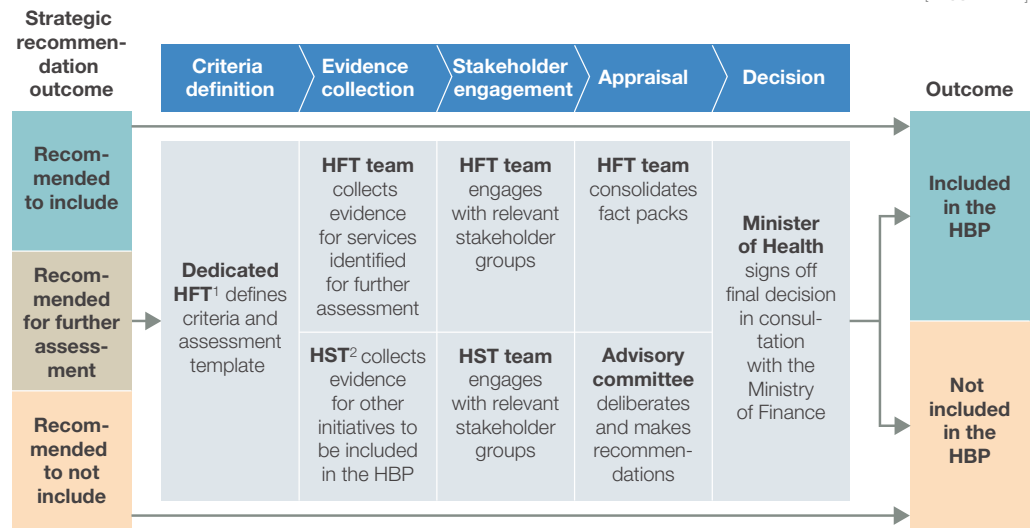 Strategic
recommen-
dation
outcome
Criteria
definition
Evidence
collection
Stakeholder
engagement
Appraisal
Decision
Outcome
Recom-
mended
to include
Recom-
mended
for further
assess-
ment
Recom-
mended
to not
include
Dedicated
HFT¹ defines
criteria and
assessment
template
HFT team
collects
evidence
for services
identified
for further
assessment
HST² collects
evidence
for other
initiatives to
be included
in the HBP
HFT team
engages
with relevant
stakeholder
groups
HST team
engages
with relevant
stakeholder
groups
HFT team
consolidates
fact packs
Advisory
committee
deliberates
and makes
recommen-
dations
Minister
of Health
signs off
final decision
in consul-
tation
with the
Ministry
of Finance
Included
in the
HBP
Not
included
in the
HBP